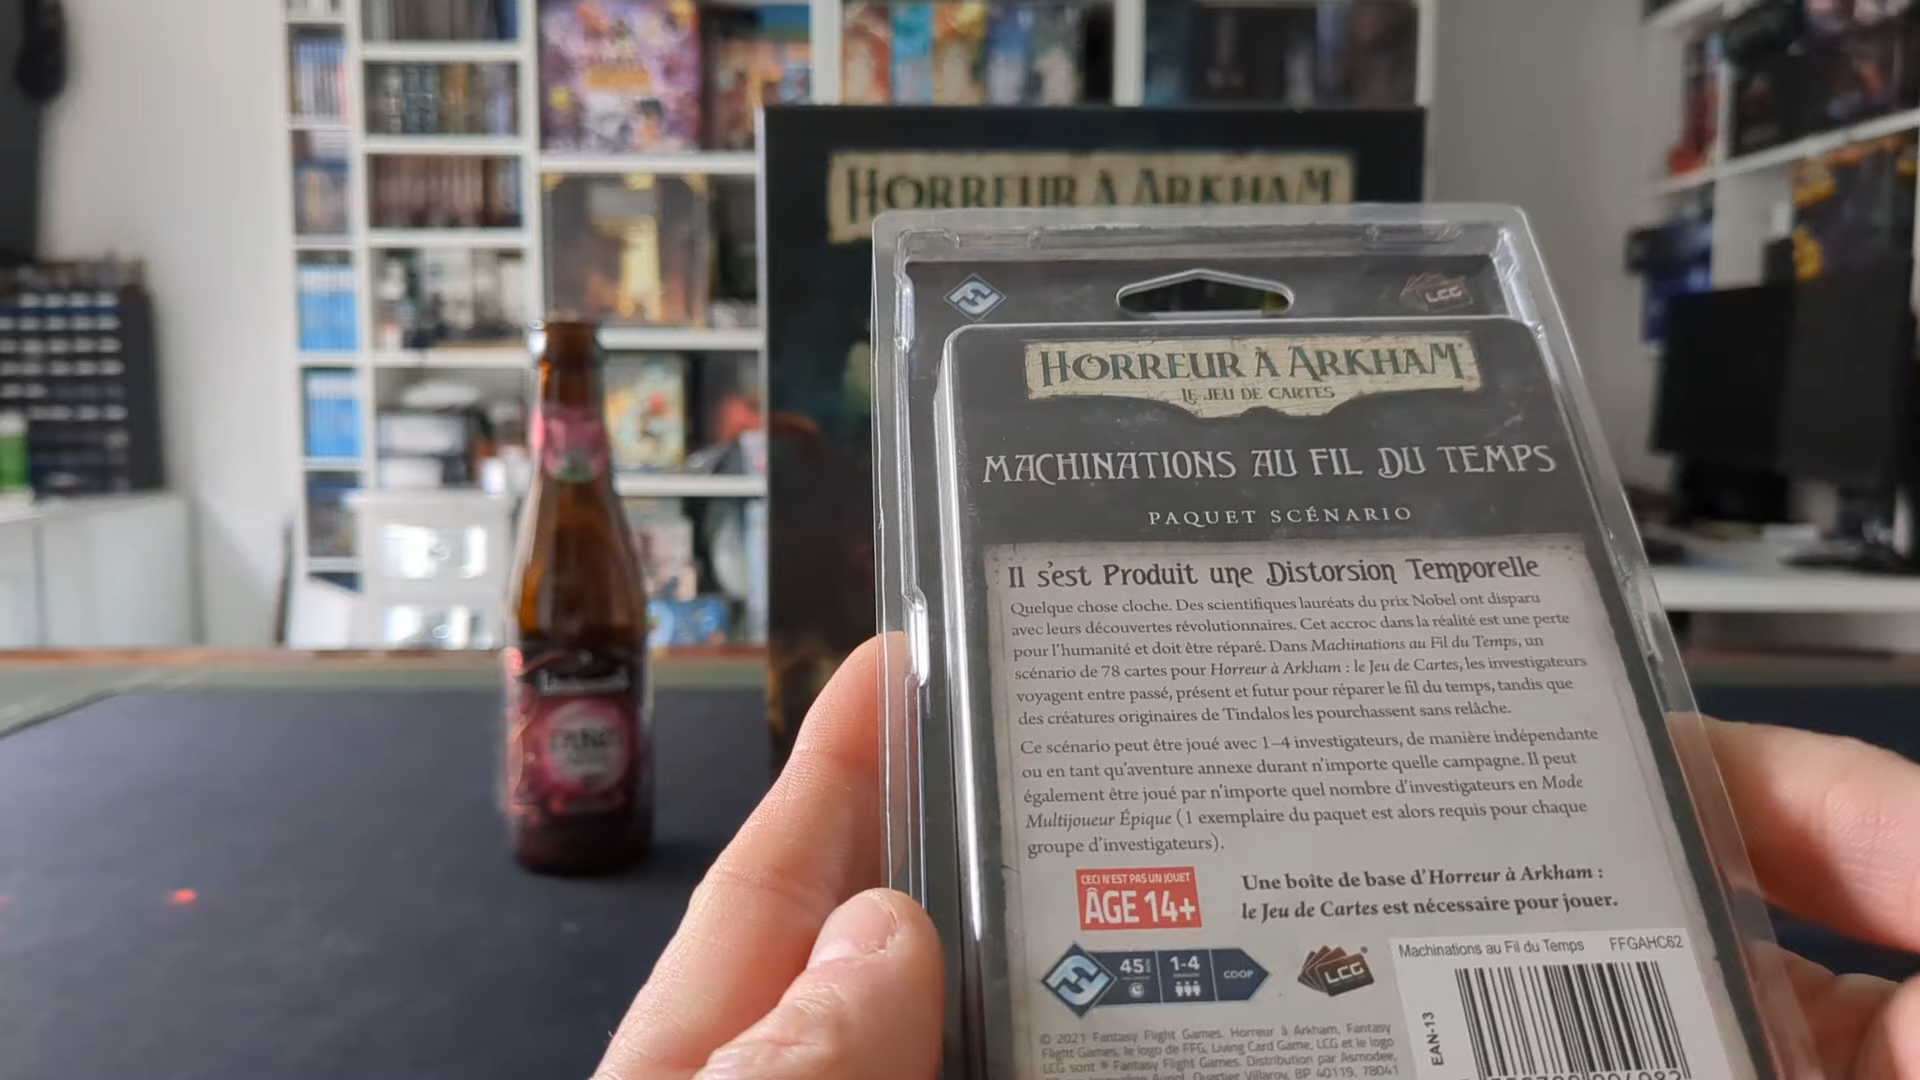 HORREUR À ARKHAM
LCG
HORREUR À ARKHAM
LE JEU DE CARTES
MACHINATIONS AU FIL DU TEMPS
PAQUET SCÉNARIO
Il s'est Produit une Distorsion Temporelle
Quelque chose cloche. Des scientifiques lauréats du prix Nobel ont disparu
avec leurs découvertes révolutionnaires. Cet accroc dans la réalité est une perte
pour l'humanité et doit être réparé. Dans Machinations au Fil du Temps, un
scénario de 78 cartes pour Horreur à Arkham : le Jeu de Cartes, les investigateurs
voyagent entre passé, présent et futur pour réparer le fil du temps, tandis que
des créatures originaires de Tindalos les pourchassent sans relâche.
Ce scénario peut être joué avec 1–4 investigateurs, de manière indépendante
ou en tant qu'aventure annexe durant n'importe quelle campagne. Il peut
également être joué par n'importe quel nombre d'investigateurs en Mode
Multijoueur Épique (1 exemplaire du paquet est alors requis pour chaque
groupe d'investigateurs).
CECI N'EST PAS UN JOUET
ÂGE 14+
Une boîte de base d'Horreur à Arkham :
le Jeu de Cartes est nécessaire pour jouer.
45
1-4
COOP
LCG
Machinations au Fil du Temps FFGAHC62
EAN-13
© 2021 Fantasy Flight Games. Horreur à Arkham, Fantasy
Flight Games, le logo de FFG, Living Card Game, LCG et le logo
LCG sont ® Fantasy Flight Games. Distribution par Asmodee,
Quartier Villaroy, BP 40119, 78041